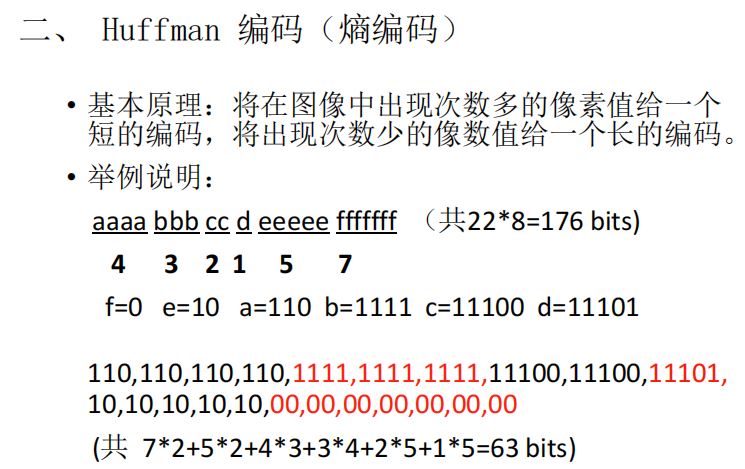 二、 Huffman 编码（熵编码）
• 基本原理：将在图像中出现次数多的像素值给一个
短的编码，将出现次数少的像数值给一个长的编码。
• 举例说明：
aaaa bbb cc d eeeee fffffff （共22*8=176 bits)
4 3 2 1 5 7
f=0 e=10 a=110 b=1111 c=11100 d=11101
110,110,110,110,1111,1111,1111,11100,11100,11101,
10,10,10,10,10,00,00,00,00,00,00,00
(共 7*2+5*2+4*3+3*4+2*5+1*5=63 bits)